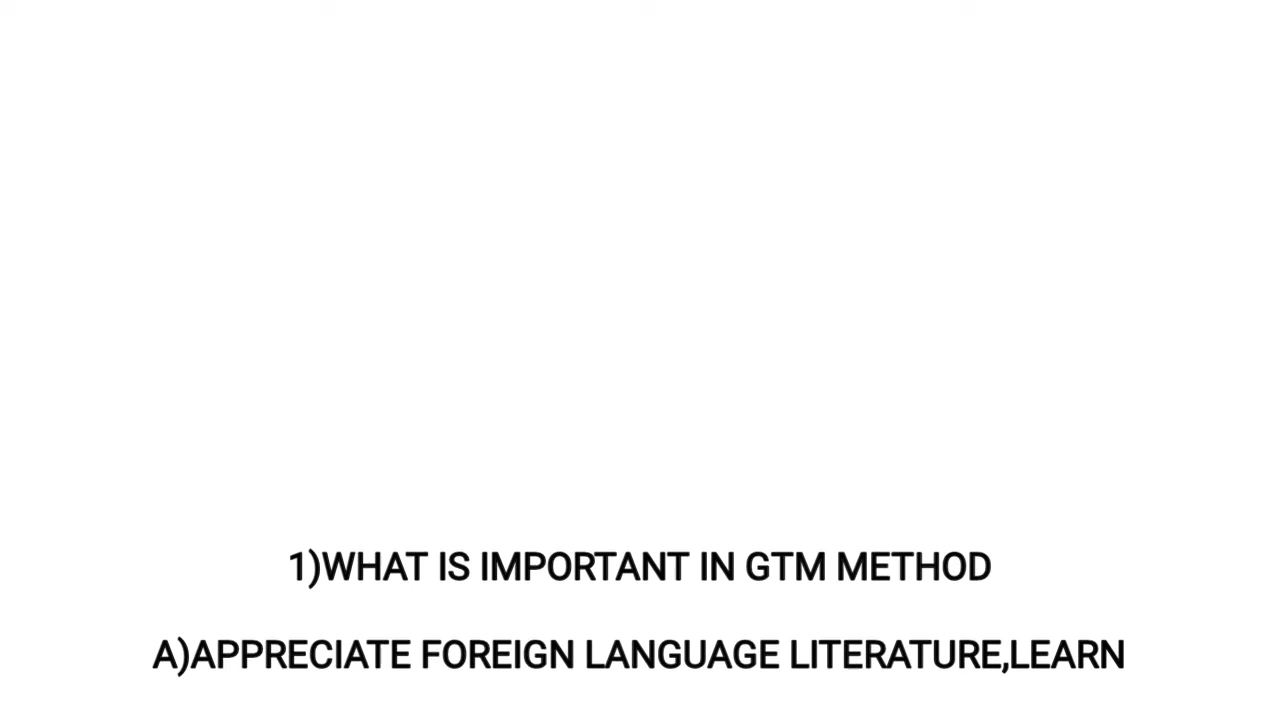 1)WHAT IS IMPORTANT IN GTM METHOD
A)APPRECIATE FOREIGN LANGUAGE LITERATURE,LEARN